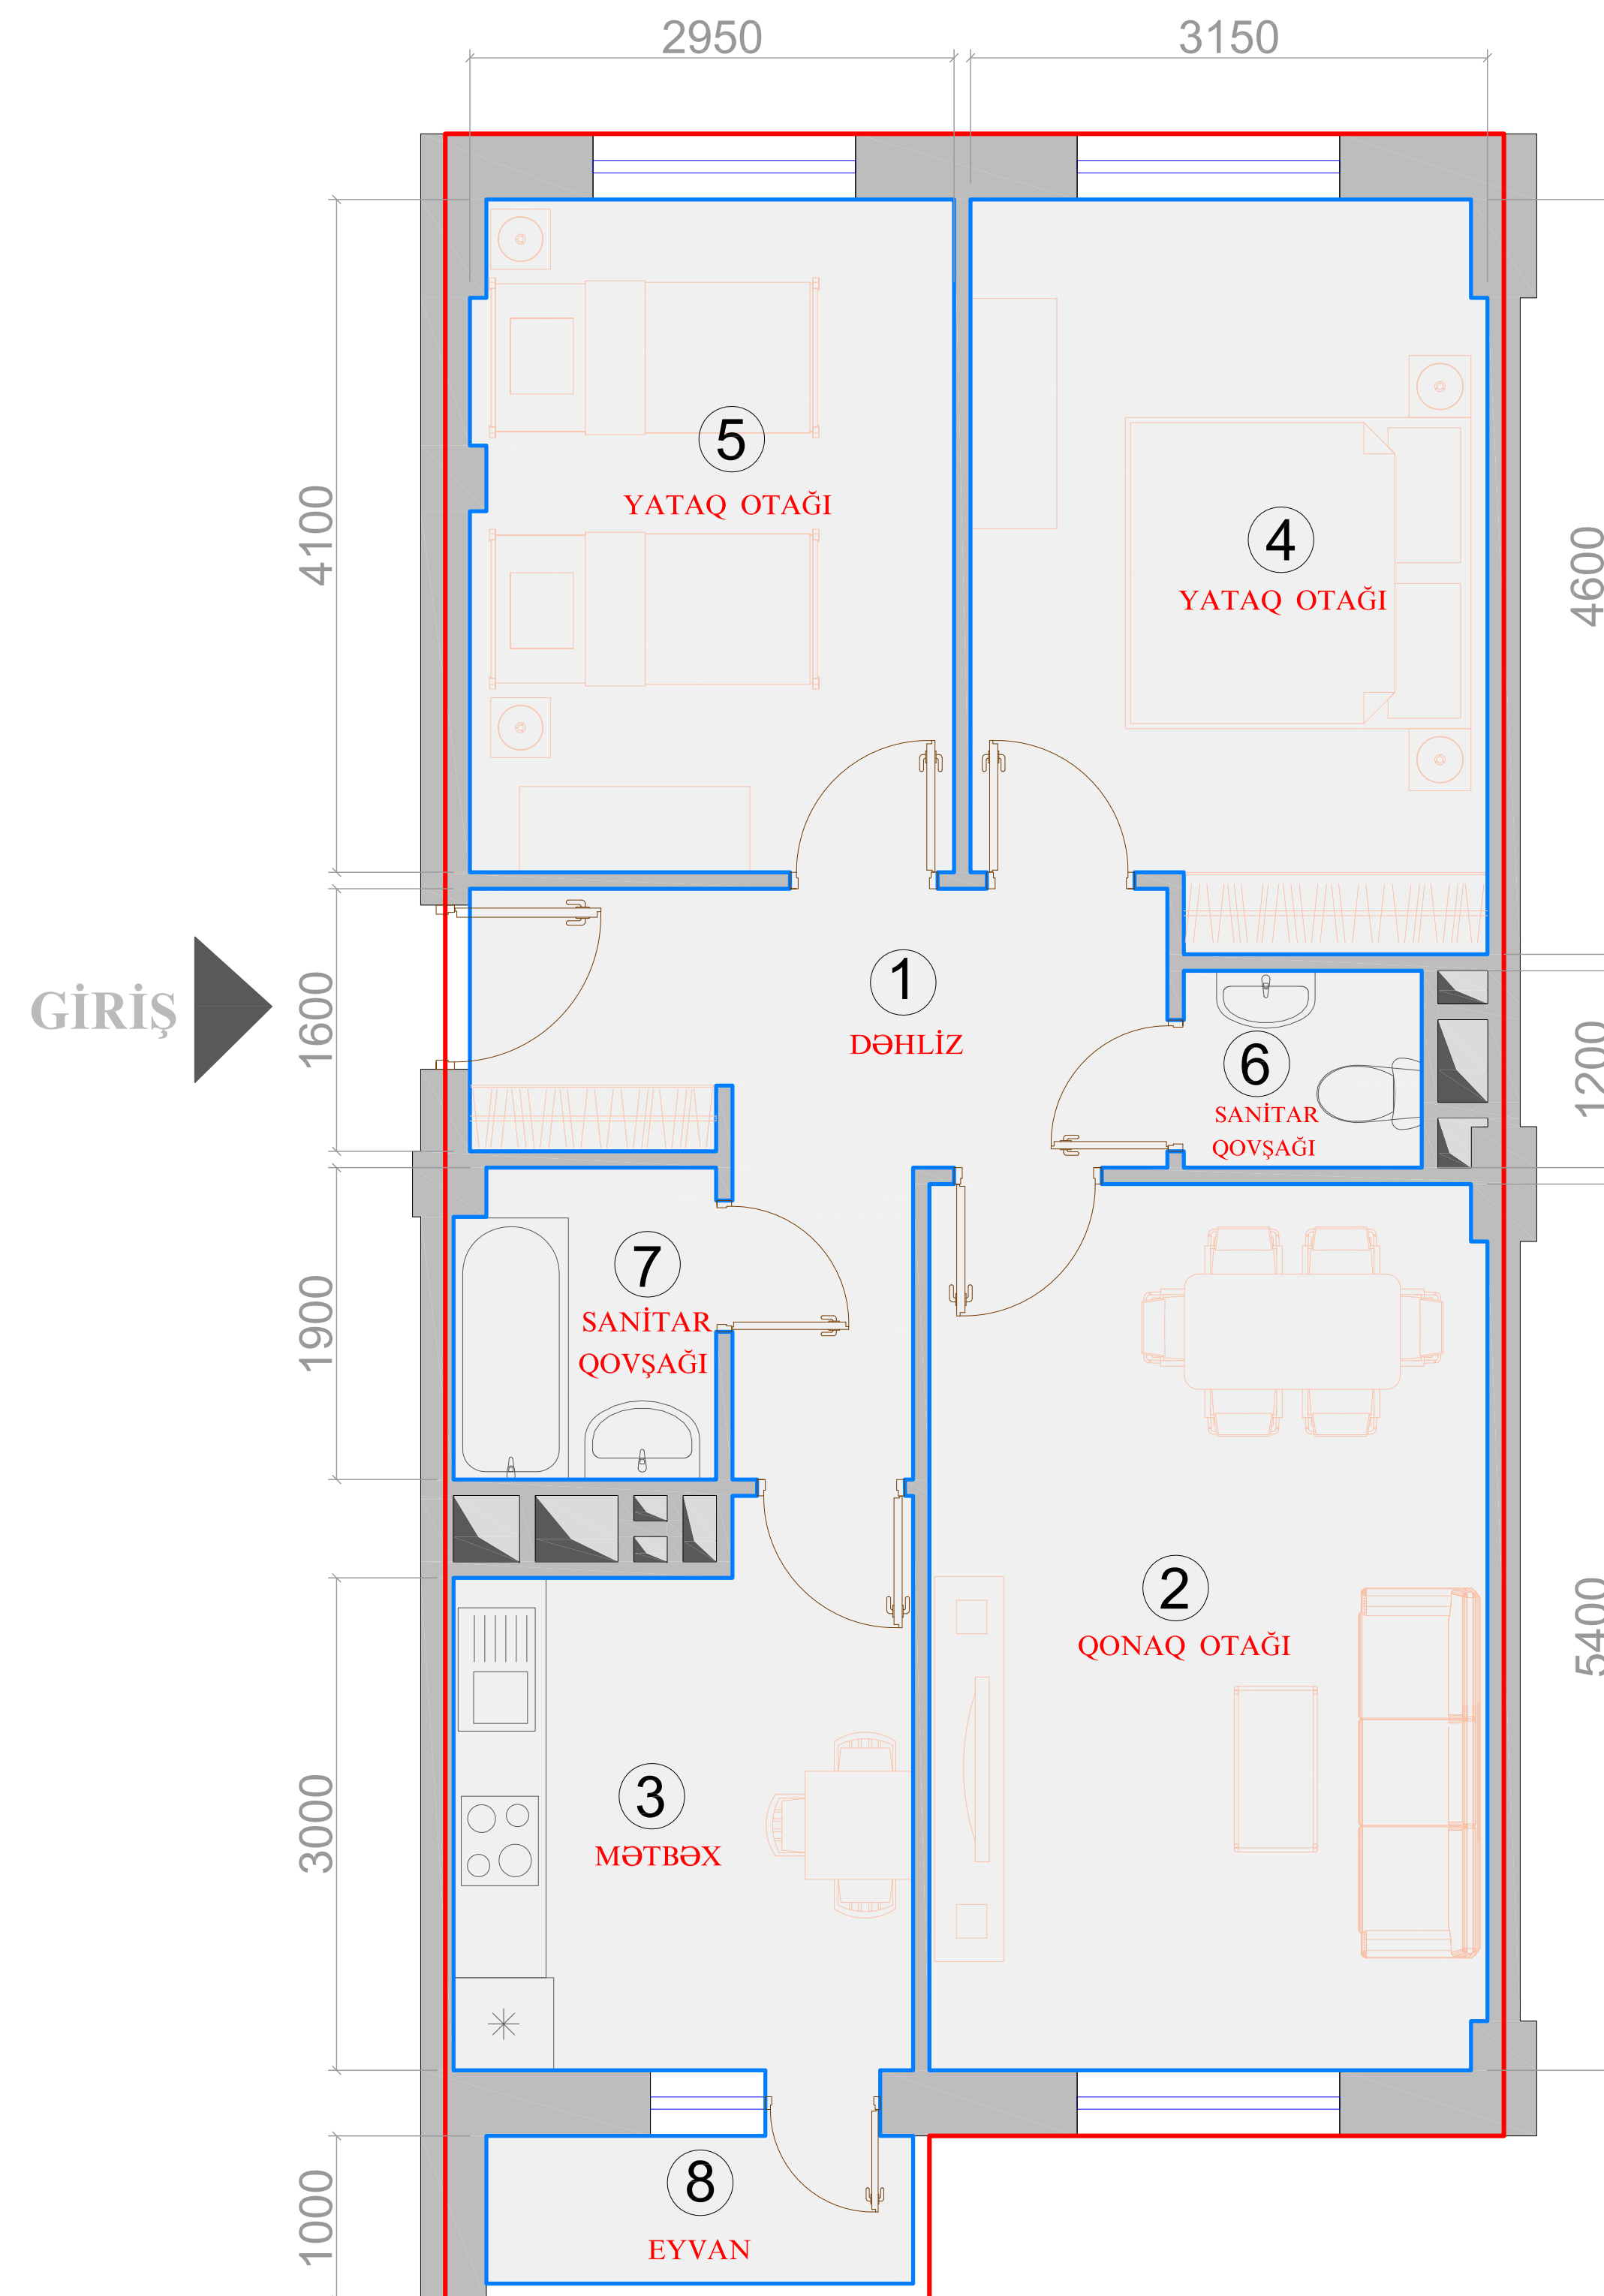 2950
3150
4100
5
YATAQ OTAĞI
4
YATAQ OTAĞI
4600
GİRİŞ
1600
1
DƏHLİZ
6
SANİTAR
QOVŞAĞI
1200
1900
7
SANİTAR
QOVŞAĞI
2
QONAQ OTAĞI
5400
3000
3
MƏTBƏX
1000
8
EYVAN